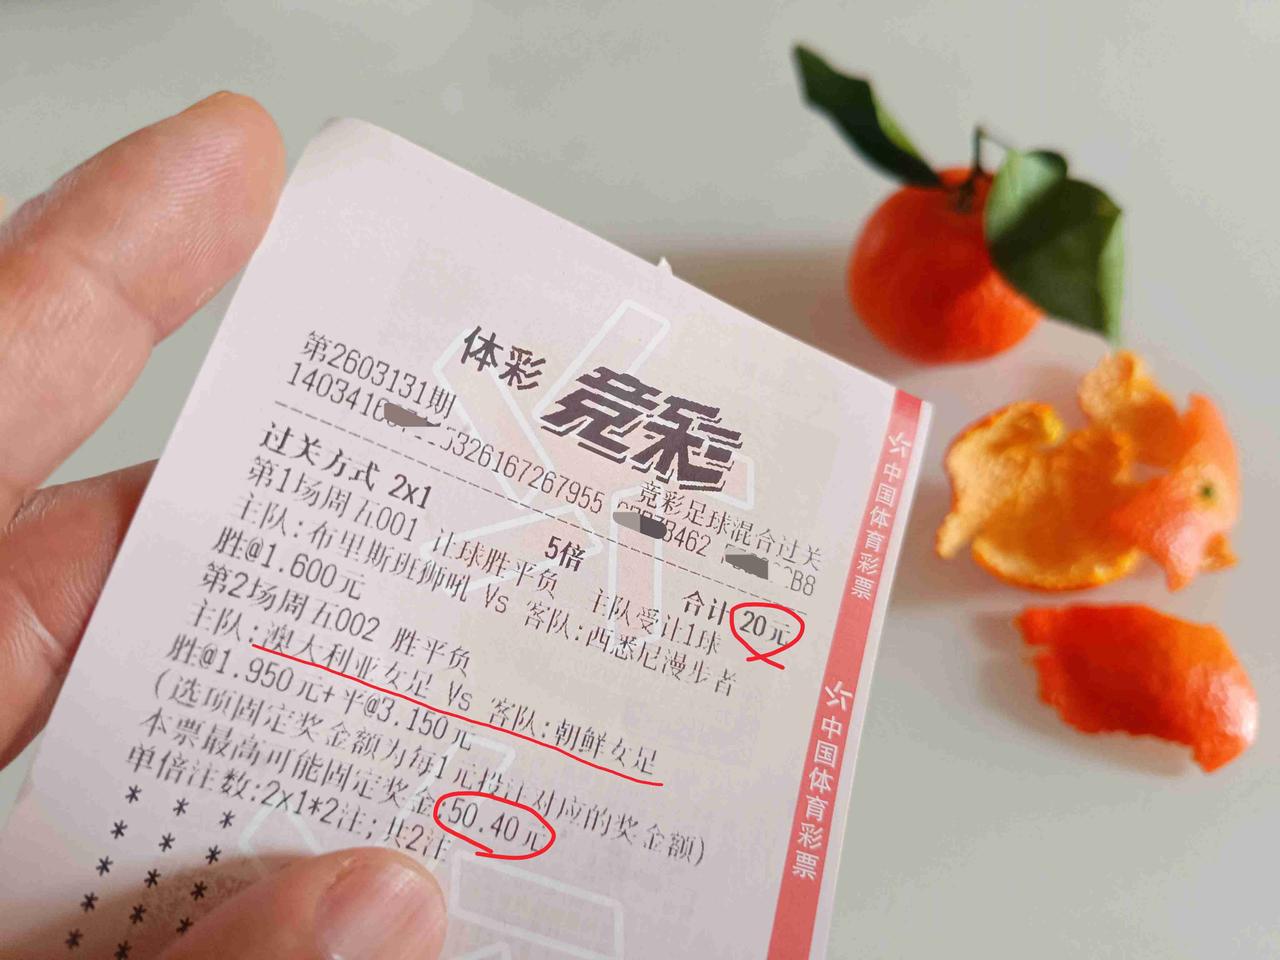 体彩 竞彩
第2603131期 竞彩足球混合过关
3326167267955 3462 B8
过关方式 2x1 5倍 合计 20元
第1场周五001 让球胜平负 主队受让1球
主队:布里斯班狮吼 Vs 客队:西悉尼漫步者
胜@1.600元
第2场周五002 胜平负
主队:澳大利亚女足 Vs 客队:朝鲜女足
胜@1.950元+平@3.150元
(选项固定奖金额为每1元投注对应的奖金额)
本票最高可能固定奖金:50.40元
单倍注数:2x1*2注;共2注
* * *
* * *
* * *
* * *
* * *
中国体育彩票
中国体育彩票